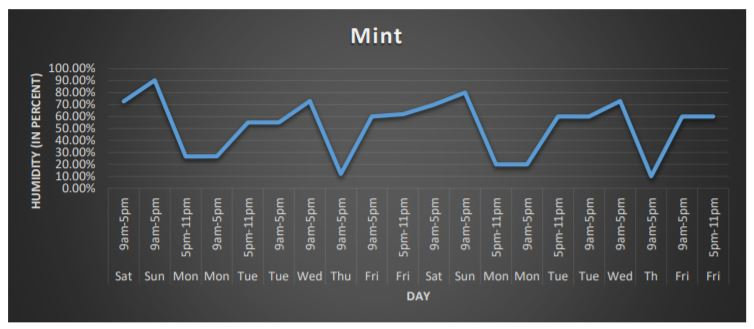 Mint
HUMIDITY (IN PERCENT)
100.00%
90.00%
80.00%
70.00%
60.00%
50.00%
40.00%
30.00%
20.00%
10.00%
0.00%
9am-5pm 9am-5pm 5pm-11pm 9am-5pm 5pm-11pm 9am-5pm 9am-5pm 9am-5pm 9am-5pm 5pm-11pm 9am-5pm 9am-5pm 5pm-11pm 9am-5pm 5pm-11pm 9am-5pm 9am-5pm 9am-5pm 9am-5pm 5pm-11pm
Sat Sun Mon Mon Tue Tue Wed Thu Fri Fri Sat Sun Mon Mon Tue Tue Wed Th Fri Fri
DAY